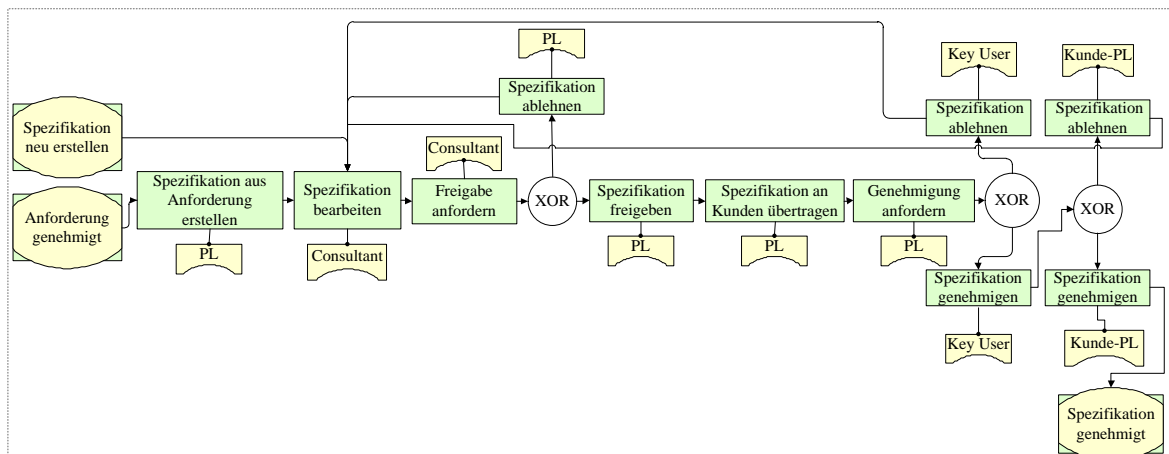 PL
Key User
Kunde-PL
Spezifikation
ablehnen
Spezifikation
ablehnen
Spezifikation
ablehnen
Spezifikation
neu erstellen
Consultant
Anforderung
genehmigt
Spezifikation aus
Anforderung
erstellen
Spezifikation
bearbeiten
Freigabe
anfordern
XOR
Spezifikation
freigeben
Spezifikation an
Kunden übertragen
Genehmigung
anfordern
XOR
XOR
PL
Consultant
PL
PL
PL
Spezifikation
genehmigen
Spezifikation
genehmigen
Key User
Kunde-PL
Spezifikation
genehmigt